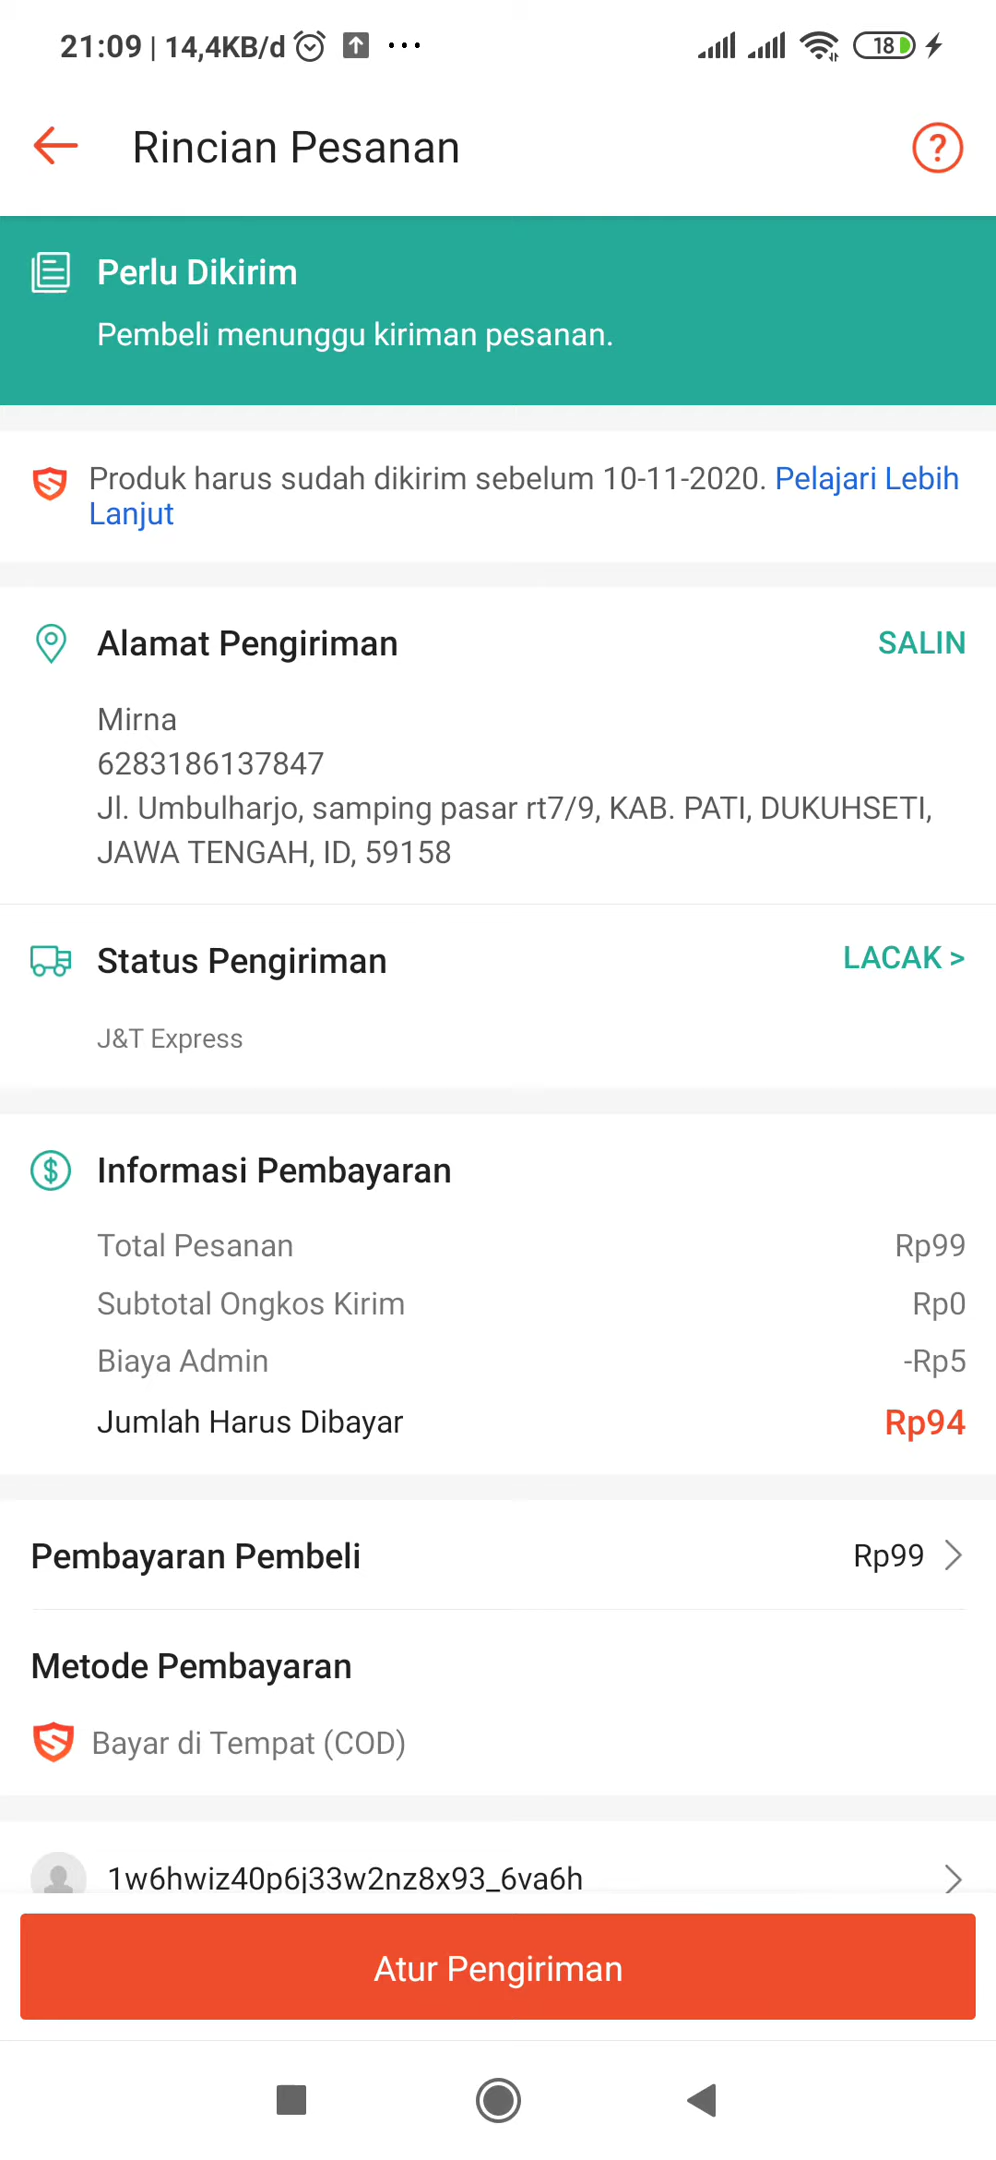 21:09 | 14,4KB/d ... 18
Rincian Pesanan ?
Perlu Dikirim
Pembeli menunggu kiriman pesanan.
Produk harus sudah dikirim sebelum 10-11-2020. Pelajari Lebih
Lanjut
Alamat Pengiriman SALIN
Mirna
6283186137847
Jl. Umbulharjo, samping pasar rt7/9, KAB. PATI, DUKUHSETI,
JAWA TENGAH, ID, 59158
Status Pengiriman LACAK >
J&T Express
$ Informasi Pembayaran
Total Pesanan Rp99
Subtotal Ongkos Kirim Rp0
Biaya Admin -Rp5
Jumlah Harus Dibayar Rp94
Pembayaran Pembeli Rp99
Metode Pembayaran
Bayar di Tempat (COD)
1w6hwiz40p6j33w2nz8x93_6va6h
Atur Pengiriman